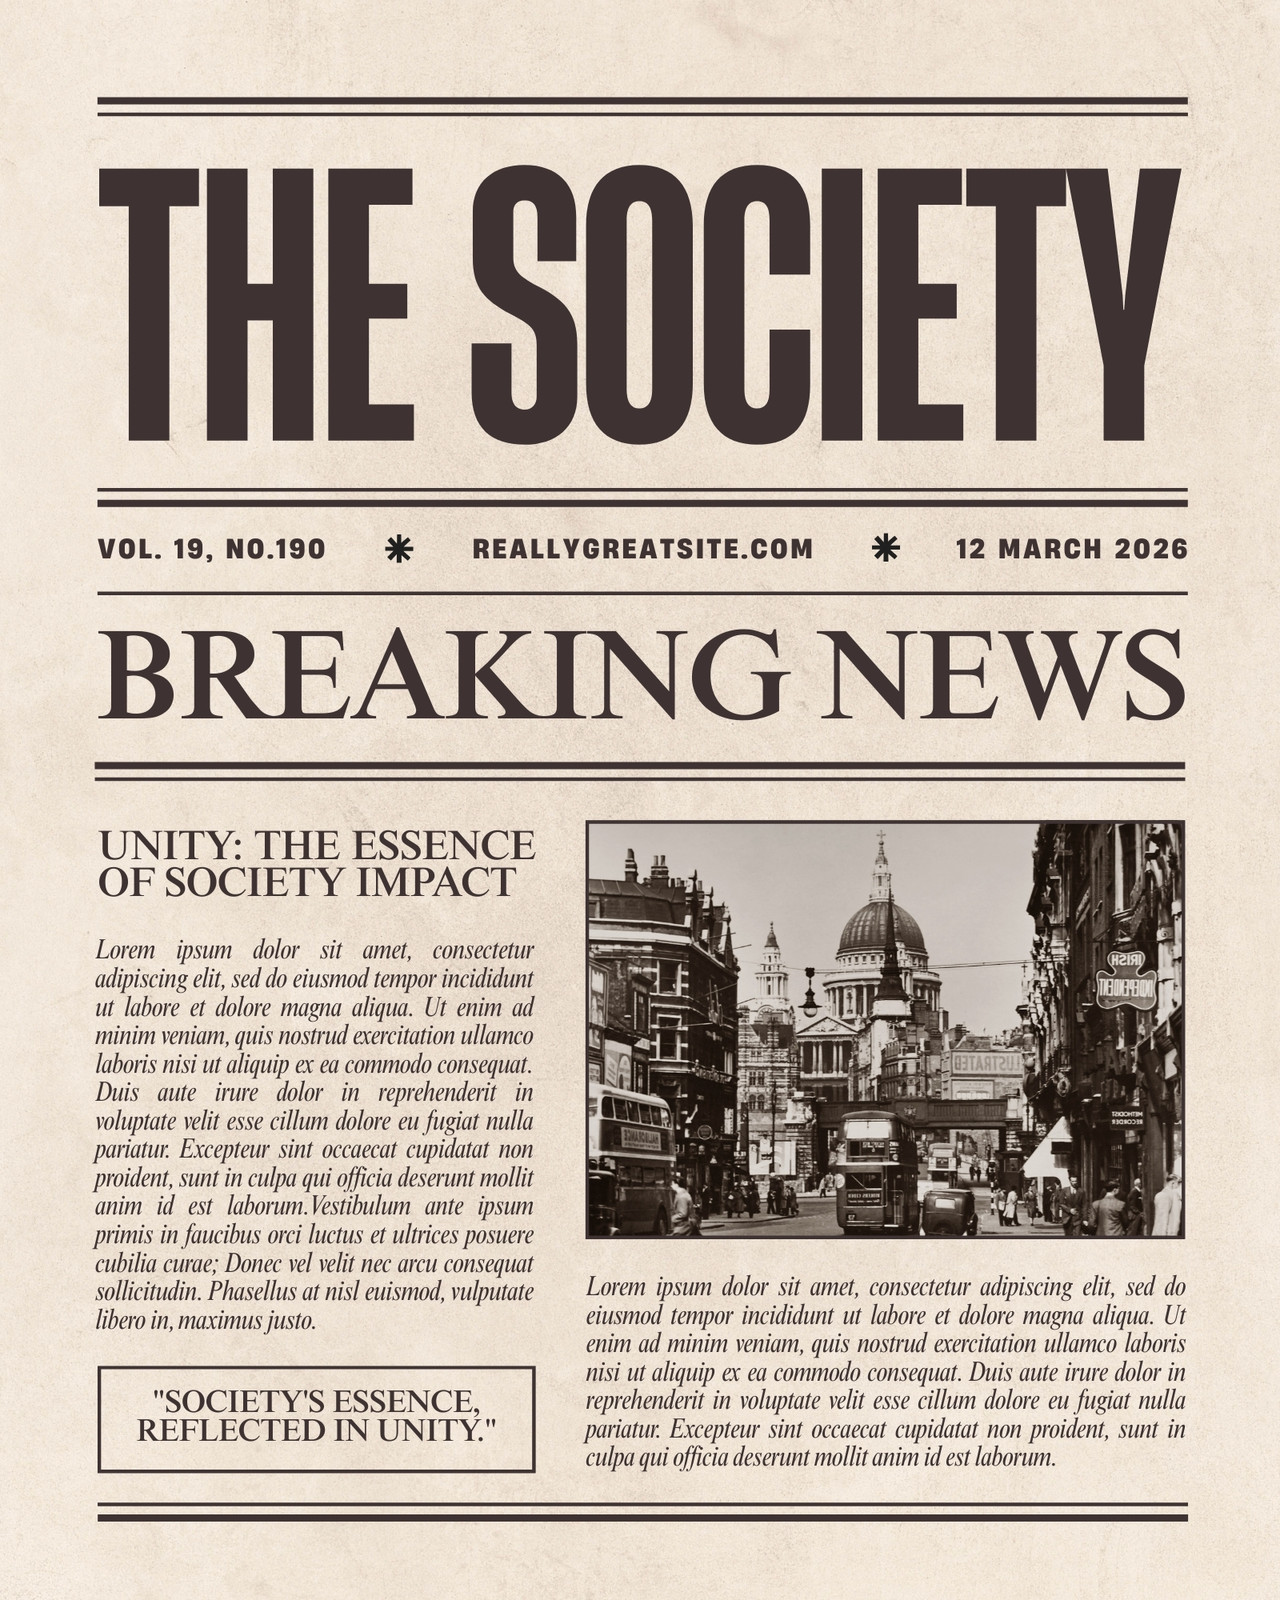 THE SOCIETY
VOL. 19, NO.190 ✱ REALLYGREATSITE.COM ✱ 12 MARCH 2026
BREAKING NEWS
UNITY: THE ESSENCE
OF SOCIETY IMPACT
Lorem ipsum dolor sit amet, consectetur
adipiscing elit, sed do eiusmod tempor incididunt
ut labore et dolore magna aliqua. Ut enim ad
minim veniam, quis nostrud exercitation ullamco
laboris nisi ut aliquip ex ea commodo consequat.
Duis aute irure dolor in reprehenderit in
voluptate velit esse cillum dolore eu fugiat nulla
pariatur. Excepteur sint occaecat cupidatat non
proident, sunt in culpa qui officia deserunt mollit
anim id est laborum.Vestibulum ante ipsum
primis in faucibus orci luctus et ultrices posuere
cubilia curae; Donec vel velit nec arcu consequat
sollicitudin. Phasellus at nisl euismod, vulputate
libero in, maximus justo.
"SOCIETY'S ESSENCE,
REFLECTED IN UNITY."
IRISH
INDEPENDENT
LUSTRATED
METHODIST
RECORDER
Lorem ipsum dolor sit amet, consectetur adipiscing elit, sed do
eiusmod tempor incididunt ut labore et dolore magna aliqua. Ut
enim ad minim veniam, quis nostrud exercitation ullamco laboris
nisi ut aliquip ex ea commodo consequat. Duis aute irure dolor in
reprehenderit in voluptate velit esse cillum dolore eu fugiat nulla
pariatur. Excepteur sint occaecat cupidatat non proident, sunt in
culpa qui officia deserunt mollit anim id est laborum.